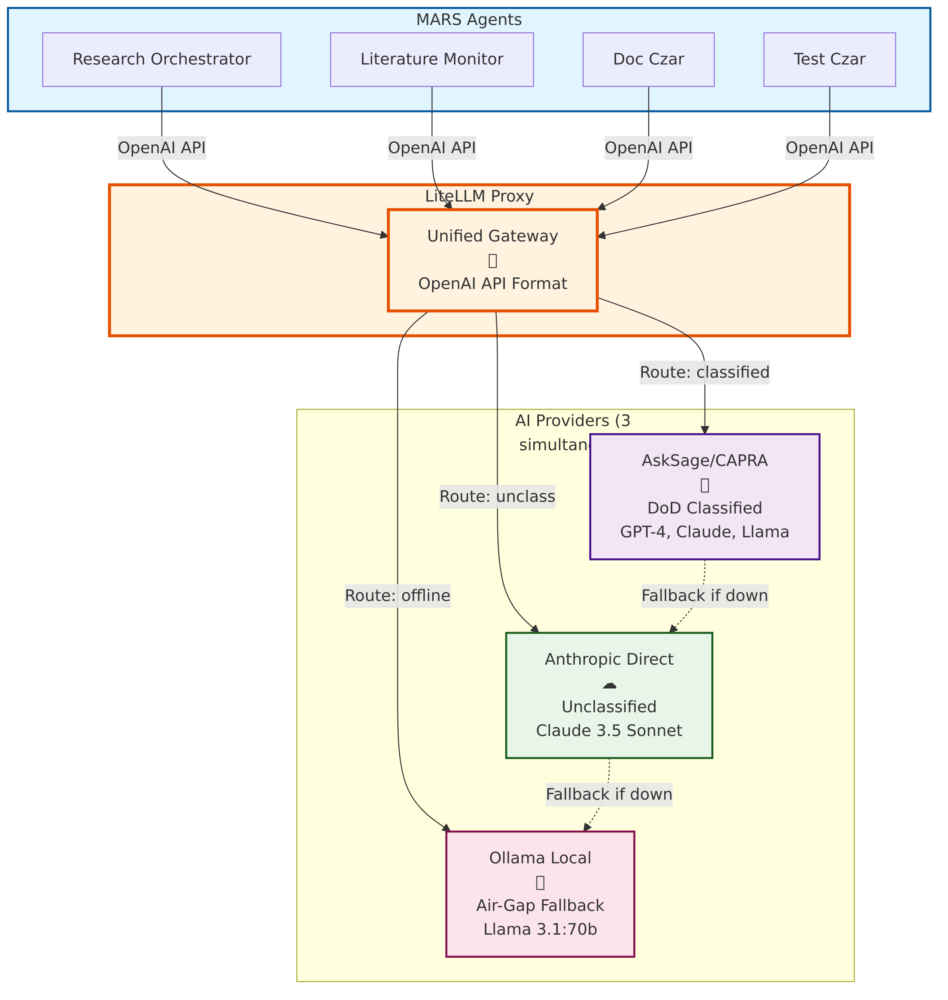 MARS Agents
Research Orchestrator
Literature Monitor
Doc Czar
Test Czar
OpenAI API
OpenAI API
OpenAI API
OpenAI API
LiteLLM Proxy
Unified Gateway
OpenAI API Format
Route: classified
AI Providers (3
AskSage/CAPRA
DoD Classified
GPT-4, Claude, Llama
Route: unclass
Route: offline
Fallback if down
Anthropic Direct
☁
Unclassified
Claude 3.5 Sonnet
Fallback if down
Ollama Local
Air-Gap Fallback
Llama 3.1:70b